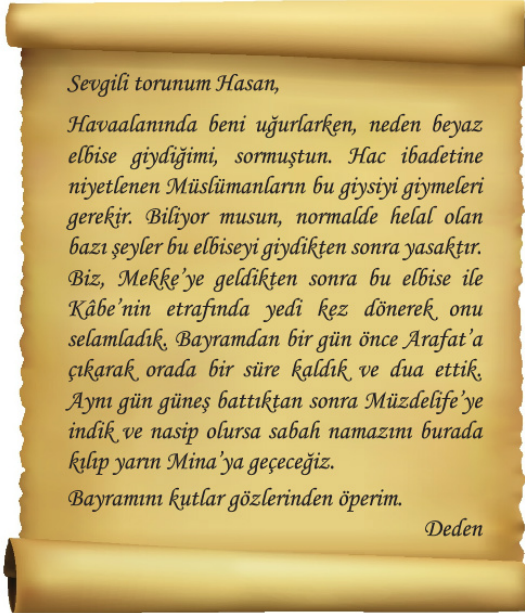 Sevgili torunum Hasan,
Havaalanında beni uğurlarken, neden beyaz
elbise giydiğimi, sormuştun. Hac ibadetine
niyetlenen Müslümanların bu giysiyi giymeleri
gerekir. Biliyor musun, normalde helal olan
bazı şeyler bu elbiseyi giydikten sonra yasaktır.
Biz, Mekke’ye geldikten sonra bu elbise ile
Kâbe’nin etrafında yedi kez dönerek onu
selamladık. Bayramdan bir gün önce Arafat’a
çıkarak orada bir süre kaldık ve dua ettik.
Aynı gün güneş battıktan sonra Müzdelife’ye
indik ve nasip olursa sabah namazını burada
kılıp yarın Mina’ya geçeceğiz.
Bayramını kutlar gözlerinden öperim.
Deden